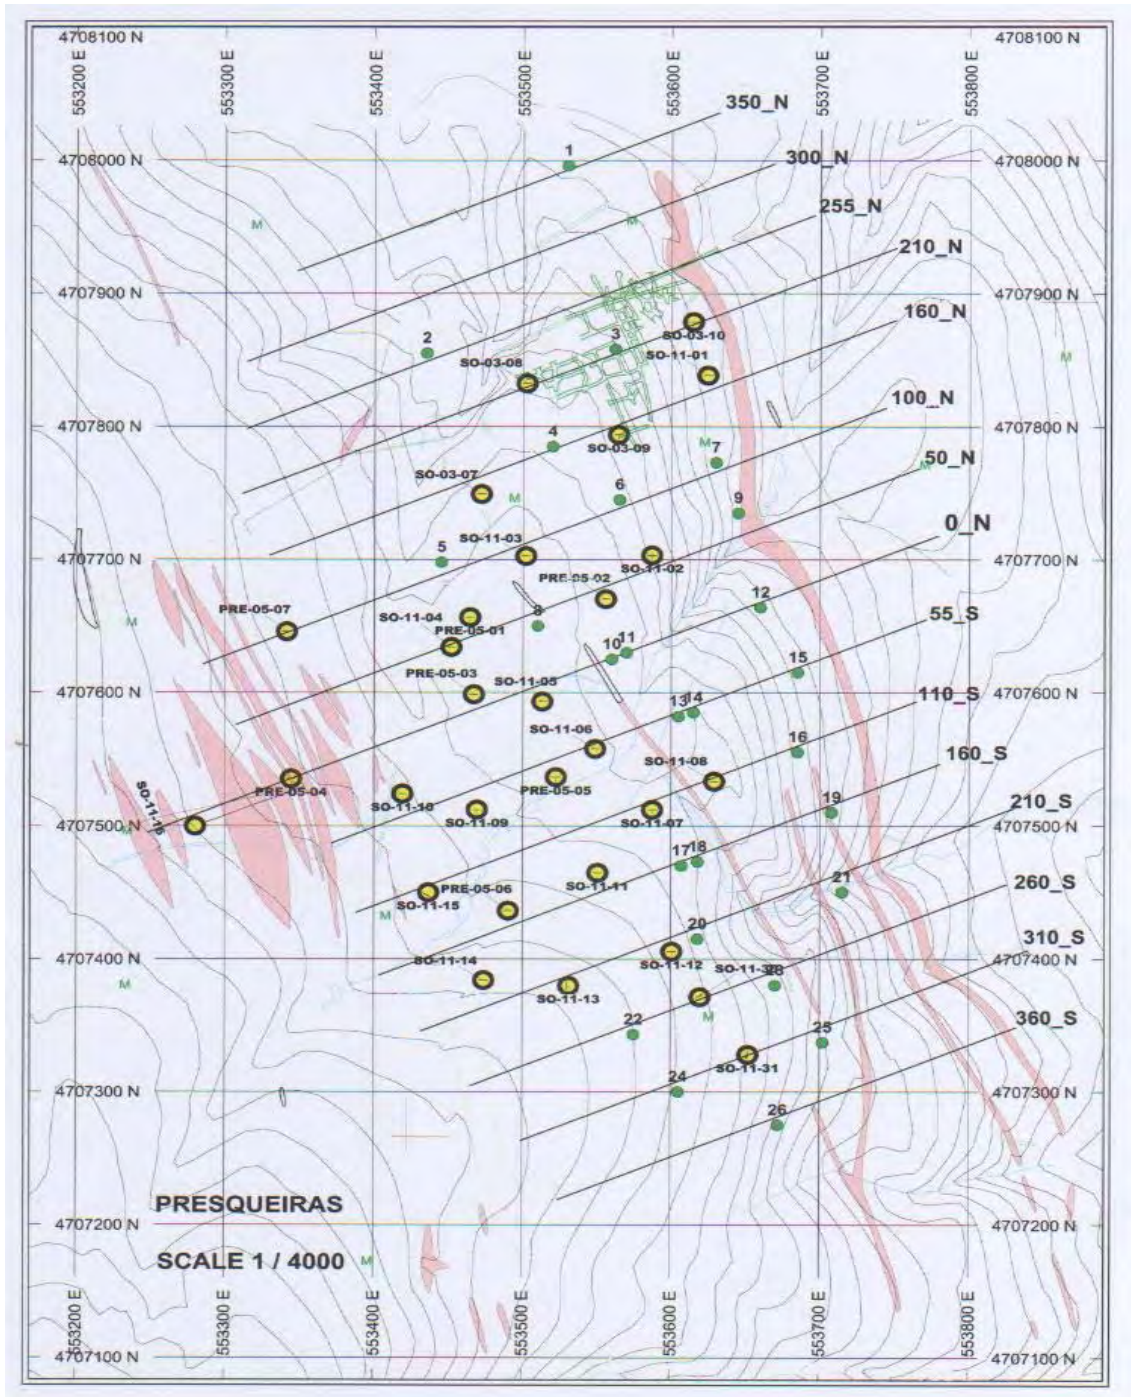 4708100 N
553200 E
553300 E
553400 E
553500 E
553600 E
553700 E
553800 E
4708100 N
350_N
4708000 N
1
300_N
4708000 N
M
M
255_N
210_N
4707900 N
4707900 N
160_N
2
3
SO-03-10
SO-03-08
SO-11-01
M
100_N
4707800 N
4
SO-03-09
M
7
4707800 N
SO-03-07
50_N
M
M
6
9
0_N
4707700 N
5
SO-11-03
SO-11-02
4707700 N
PRE-05-02
PRE-05-07
SO-11-04
8
12
55_S
M
PRE-05-01
10
11
15
PRE-05-03
SO-11-05
4707600 N
13
14
4707600 N
110_S
SO-11-06
16
SO-11-08
160_S
SO-11-16
PRE-05-04
SO-11-10
PRE-05-05
19
210_S
4707500 N
M
SO-11-09
SO-11-07
4707500 N
17
18
260_S
PRE-05-06
SO-11-11
21
SO-11-15
M
20
310_S
4707400 N
SO-11-14
SO-11-12
4707400 N
M
SO-11-13
M
22
25
360_S
SO-11-31
4707300 N
24
4707300 N
26
PRESQUEIRAS
4707200 N
4707200 N
SCALE 1 / 4000
M
553200 E
553300 E
553400 E
553500 E
553600 E
553700 E
553800 E
4707100 N
4707100 N